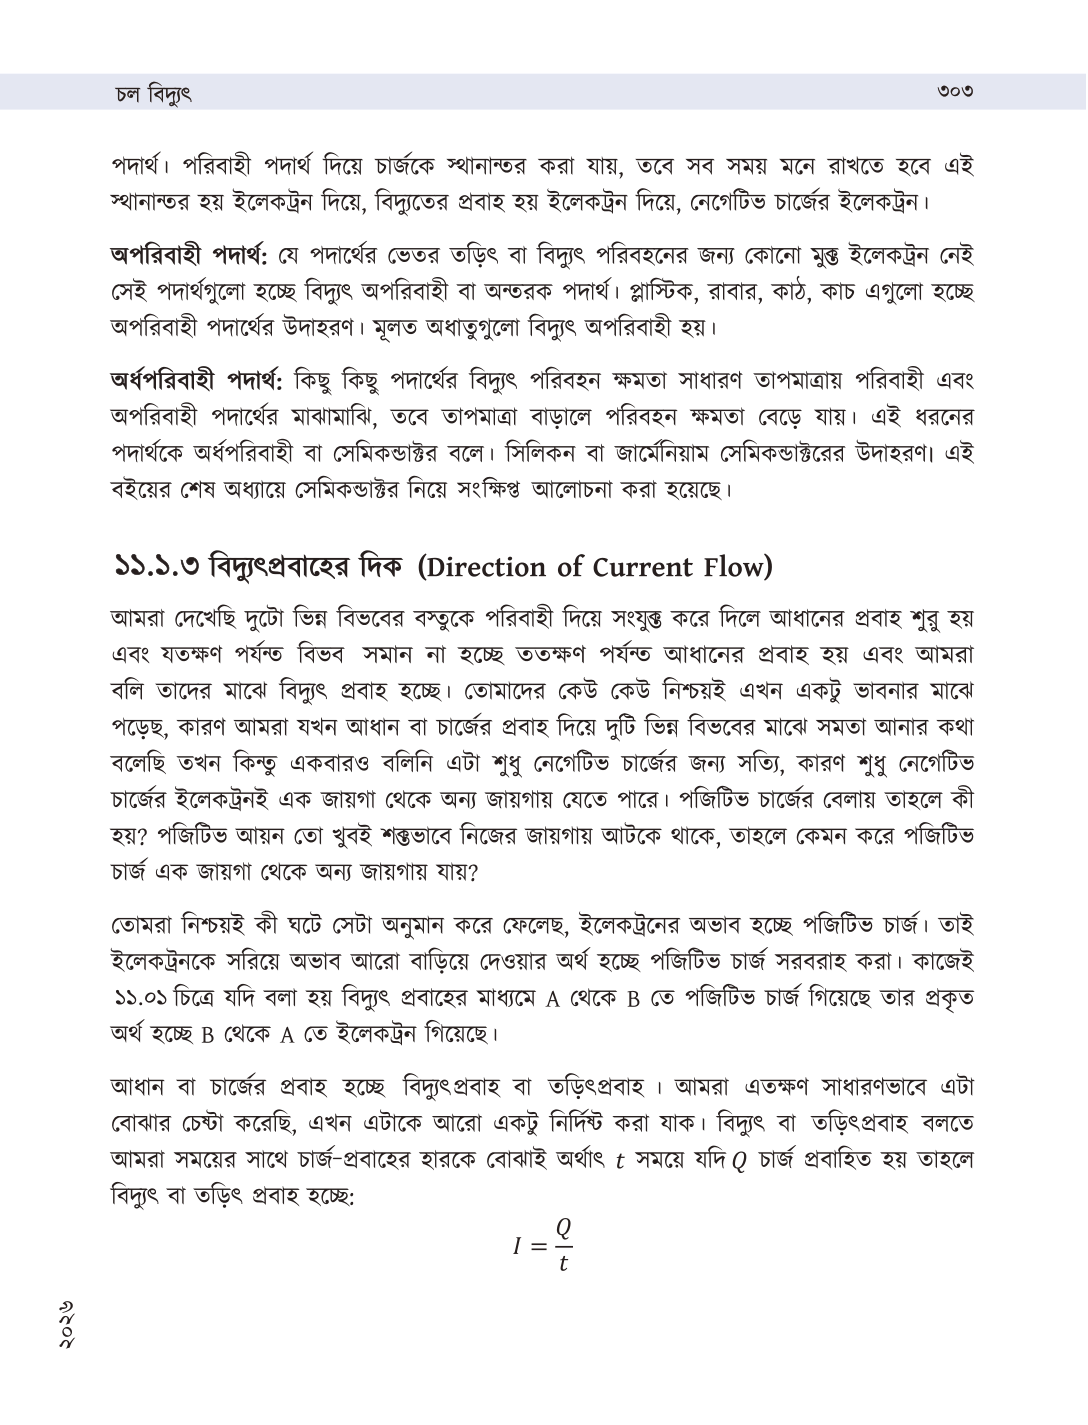 চল বিদ্যুৎ
৩০৩
পদার্থ। পরিবাহী পদার্থ দিয়ে চার্জকে স্থানান্তর করা যায়, তবে সব সময় মনে রাখতে হবে এই
স্থানান্তর হয় ইলেকট্রন দিয়ে, বিদ্যুতের প্রবাহ হয় ইলেকট্রন দিয়ে, নেগেটিভ চার্জের ইলেকট্রন।
অপরিবাহী পদার্থ: যে পদার্থের ভেতর তড়িৎ বা বিদ্যুৎ পরিবহনের জন্য কোনো মুক্ত ইলেকট্রন নেই
সেই পদার্থগুলো হচ্ছে বিদ্যুৎ অপরিবাহী বা অন্তরক পদার্থ। প্লাস্টিক, রাবার, কাঠ, কাচ এগুলো হচ্ছে
অপরিবাহী পদার্থের উদাহরণ। মূলত অধাতুগুলো বিদ্যুৎ অপরিবাহী হয়।
অর্ধপরিবাহী পদার্থ: কিছু কিছু পদার্থের বিদ্যুৎ পরিবহন ক্ষমতা সাধারণ তাপমাত্রায় পরিবাহী এবং
অপরিবাহী পদার্থের মাঝামাঝি, তবে তাপমাত্রা বাড়ালে পরিবহন ক্ষমতা বেড়ে যায়। এই ধরনের
পদার্থকে অর্ধপরিবাহী বা সেমিকন্ডাক্টর বলে। সিলিকন বা জার্মেনিয়াম সেমিকন্ডাক্টরের উদাহরণ। এই
বইয়ের শেষ অধ্যায়ে সেমিকন্ডাক্টর নিয়ে সংক্ষিপ্ত আলোচনা করা হয়েছে।
১১.১.৩ বিদ্যুৎপ্রবাহের দিক (Direction of Current Flow)
আমরা দেখেছি দুটো ভিন্ন বিভবের বস্তুকে পরিবাহী দিয়ে সংযুক্ত করে দিলে আধানের প্রবাহ শুরু হয়
এবং যতক্ষণ পর্যন্ত বিভব সমান না হচ্ছে ততক্ষণ পর্যন্ত আধানের প্রবাহ হয় এবং আমরা
বলি তাদের মাঝে বিদ্যুৎ প্রবাহ হচ্ছে। তোমাদের কেউ কেউ নিশ্চয়ই এখন একটু ভাবনার মাঝে
পড়েছ, কারণ আমরা যখন আধান বা চার্জের প্রবাহ দিয়ে দুটি ভিন্ন বিভবের মাঝে সমতা আনার কথা
বলেছি তখন কিন্তু একবারও বলিনি এটা শুধু নেগেটিভ চার্জের জন্য সত্যি, কারণ শুধু নেগেটিভ
চার্জের ইলেকট্রনই এক জায়গা থেকে অন্য জায়গায় যেতে পারে। পজিটিভ চার্জের বেলায় তাহলে কী
হয়? পজিটিভ আয়ন তো খুবই শক্তভাবে নিজের জায়গায় আটকে থাকে, তাহলে কেমন করে পজিটিভ
চার্জ এক জায়গা থেকে অন্য জায়গায় যায়?
তোমরা নিশ্চয়ই কী ঘটে সেটা অনুমান করে ফেলেছ, ইলেকট্রনের অভাব হচ্ছে পজিটিভ চার্জ। তাই
ইলেকট্রনকে সরিয়ে অভাব আরো বাড়িয়ে দেওয়ার অর্থ হচ্ছে পজিটিভ চার্জ সরবরাহ করা। কাজেই
১১.০১ চিত্রে যদি বলা হয় বিদ্যুৎ প্রবাহের মাধ্যমে A থেকে B তে পজিটিভ চার্জ গিয়েছে তার প্রকৃত
অর্থ হচ্ছে B থেকে A তে ইলেকট্রন গিয়েছে।
আধান বা চার্জের প্রবাহ হচ্ছে বিদ্যুৎপ্রবাহ বা তড়িৎপ্রবাহ । আমরা এতক্ষণ সাধারণভাবে এটা
বোঝার চেষ্টা করেছি, এখন এটাকে আরো একটু নির্দিষ্ট করা যাক। বিদ্যুৎ বা তড়িৎপ্রবাহ বলতে
আমরা সময়ের সাথে চার্জ-প্রবাহের হারকে বোঝাই অর্থাৎ t সময়ে যদি Q চার্জ প্রবাহিত হয় তাহলে
বিদ্যুৎ বা তড়িৎ প্রবাহ হচ্ছে:
I = Q/t
২০২৬